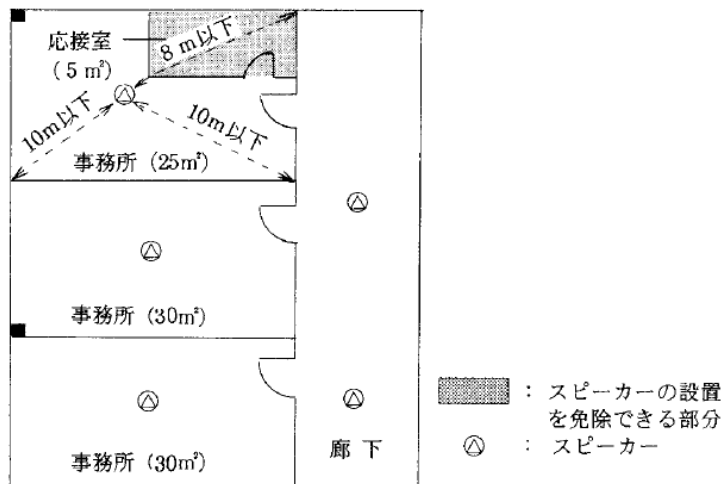 応接室
(5㎡)
8m以下
10m以下
10m以下
事務所 (25㎡)
事務所 (30㎡)
事務所 (30㎡)
廊下
: スピーカーの設置
を免除できる部分
: スピーカー